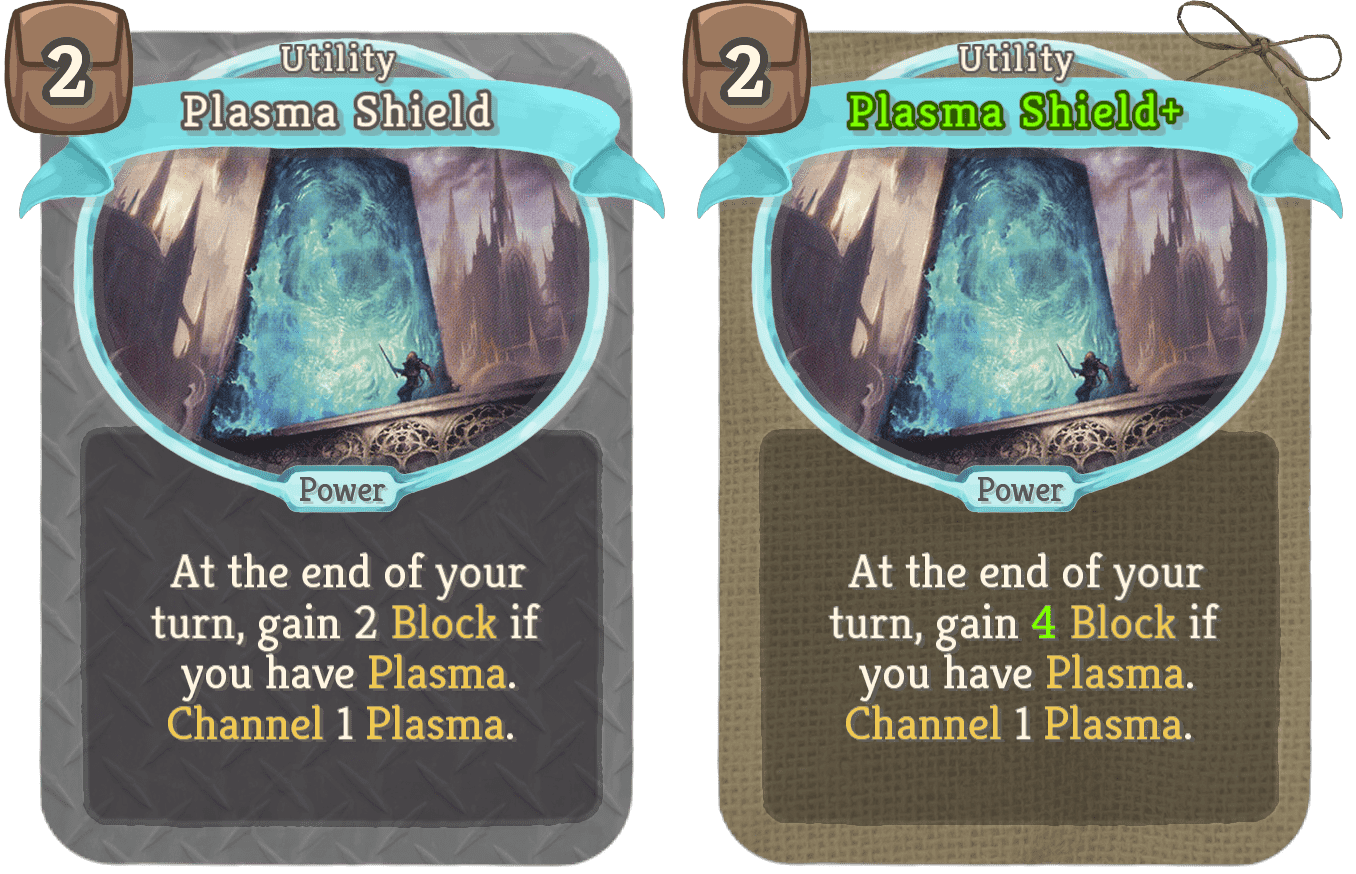 2
Utility
Plasma Shield
Power
At the end of your
turn, gain 2 Block if
you have Plasma.
Channel 1 Plasma.
2
Utility
Plasma Shield+
Power
At the end of your
turn, gain 4 Block if
you have Plasma.
Channel 1 Plasma.